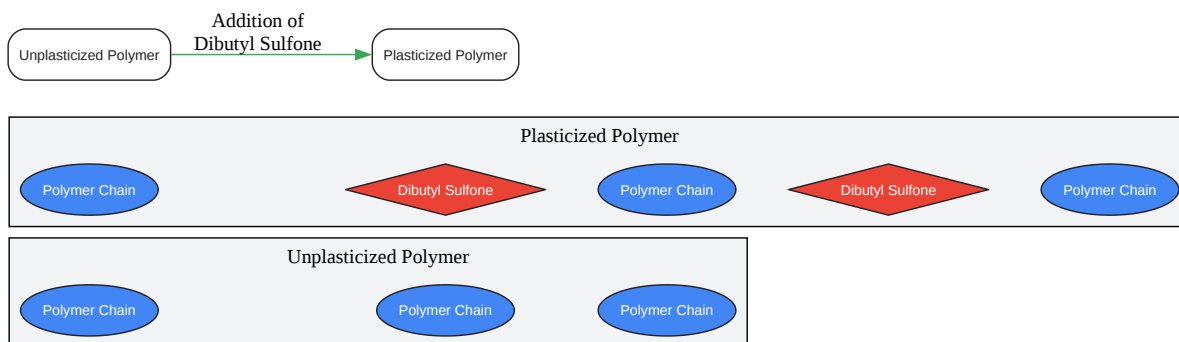 Addition of
Dibutyl Sulfone
Unplasticized Polymer Plasticized Polymer
Plasticized Polymer
Polymer Chain Dibutyl Sulfone Polymer Chain Dibutyl Sulfone Polymer Chain
Unplasticized Polymer
Polymer Chain Polymer Chain Polymer Chain